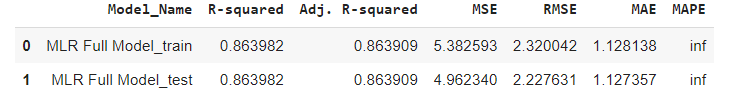 Model_Name R-squared Adj. R-squared MSE RMSE MAE MAPE
0 MLR Full Model_train 0.863982 0.863909 5.382593 2.320042 1.128138 inf
1 MLR Full Model_test 0.863982 0.863909 4.962340 2.227631 1.127357 inf